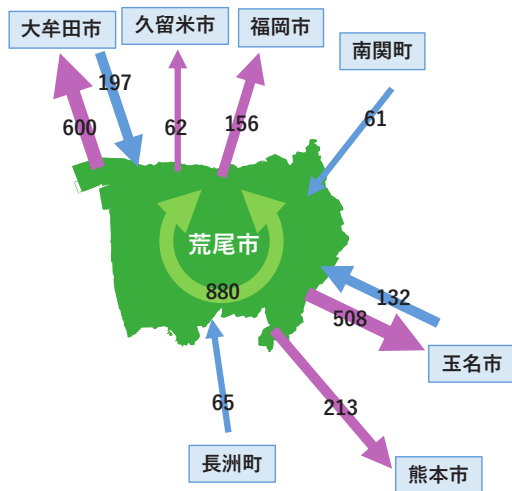 大牟田市
久留米市
福岡市
南関町
197
600
62
156
61
荒尾市
880
132
508
玉名市
65
213
長洲町
熊本市